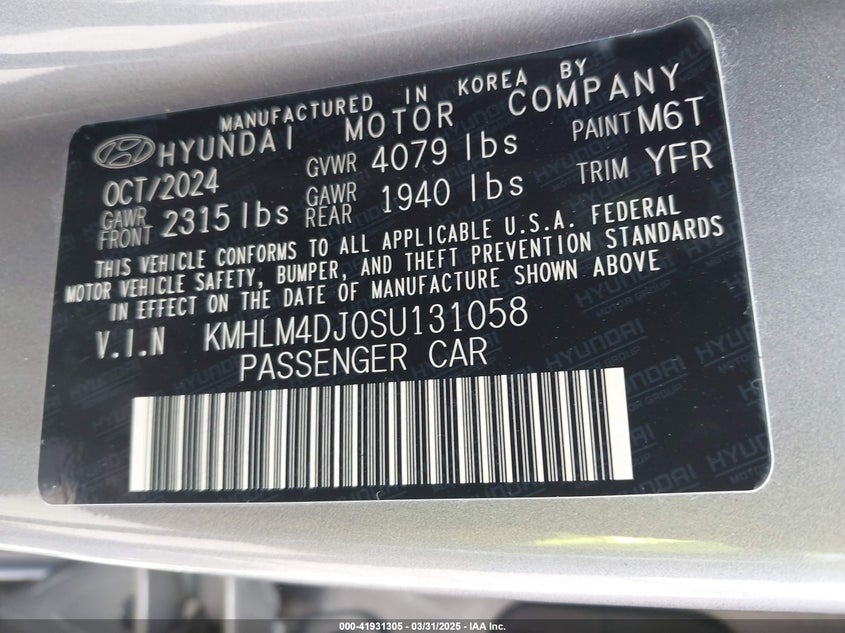 MANUFACTURED IN KOREA BY
HYUNDAI MOTOR COMPANY
OCT/2024 GVWR 4079 lbs PAINT M6T
GAWR FRONT 2315 lbs GAWR REAR 1940 lbs TRIM YFR
THIS VEHICLE CONFORMS TO ALL APPLICABLE U.S.A. FEDERAL
MOTOR VEHICLE SAFETY, BUMPER, AND THEFT PREVENTION STANDARDS
IN EFFECT ON THE DATE OF MANUFACTURE SHOWN ABOVE
V.I.N KMHLM4DJ0SU131058
PASSENGER CAR
HYUNDAI
MOTOR GROUP
000-41931305 - 03/31/2025 - IAA Inc.